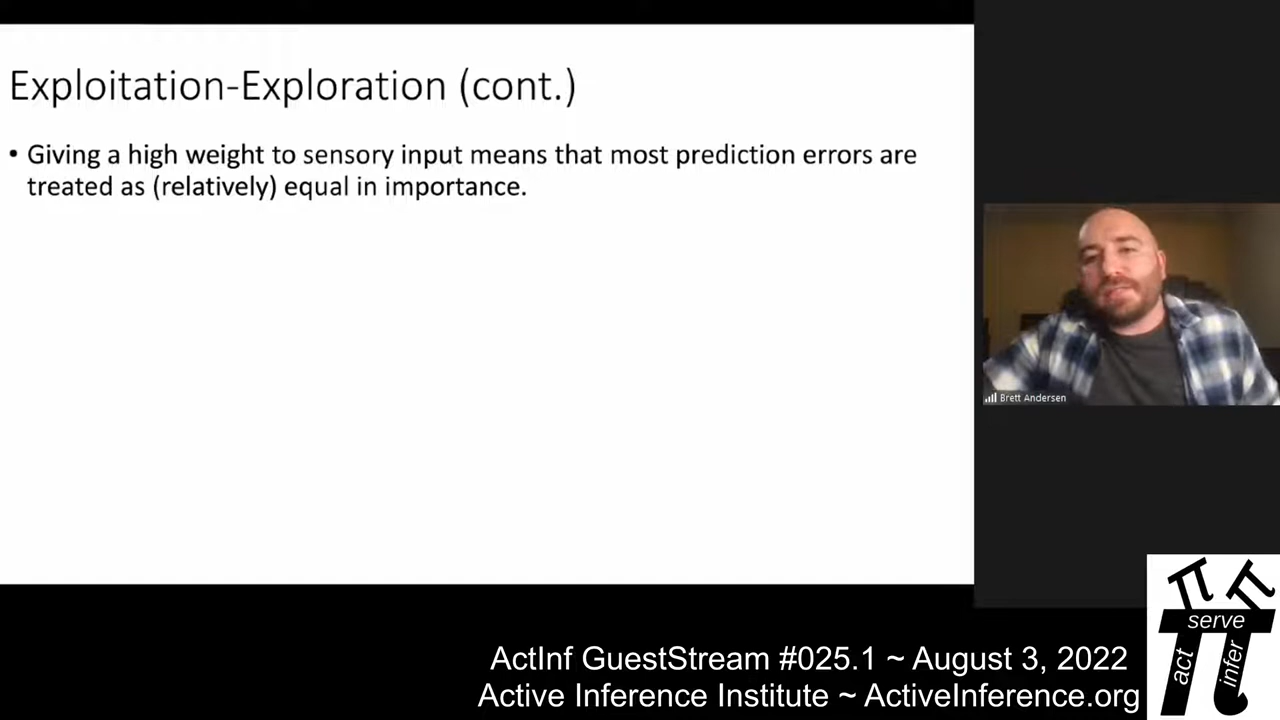 Exploitation-Exploration (cont.)
• Giving a high weight to sensory input means that most prediction errors are
treated as (relatively) equal in importance.
Brett Andersen
serve
act
infer
ActInf GuestStream #025.1 ~ August 3, 2022
Active Inference Institute ~ ActiveInference.org